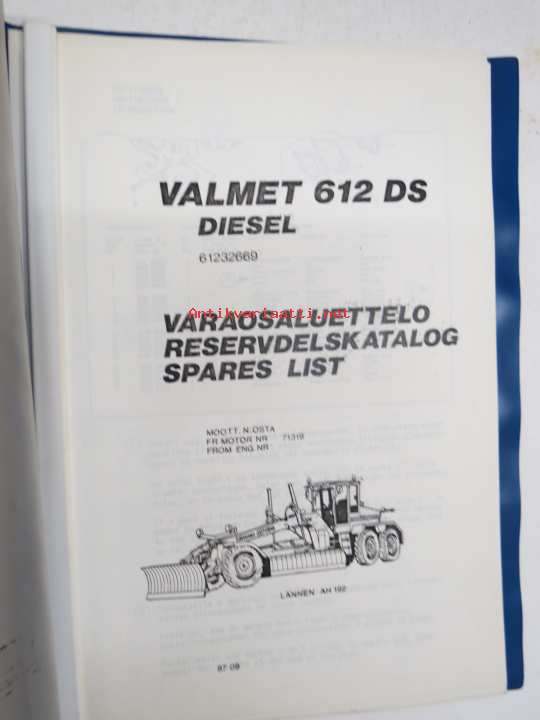 VALMET 612 DS
DIESEL
61232669
Antikvariaatti.net
VARAOSALUETTELO
RESERVDELSKATALOG
SPARES LIST
MOOTT. N:OSTA
FR MOTOR NR 71319
FROM ENG NR
LÄNNEN AH 192
87 09